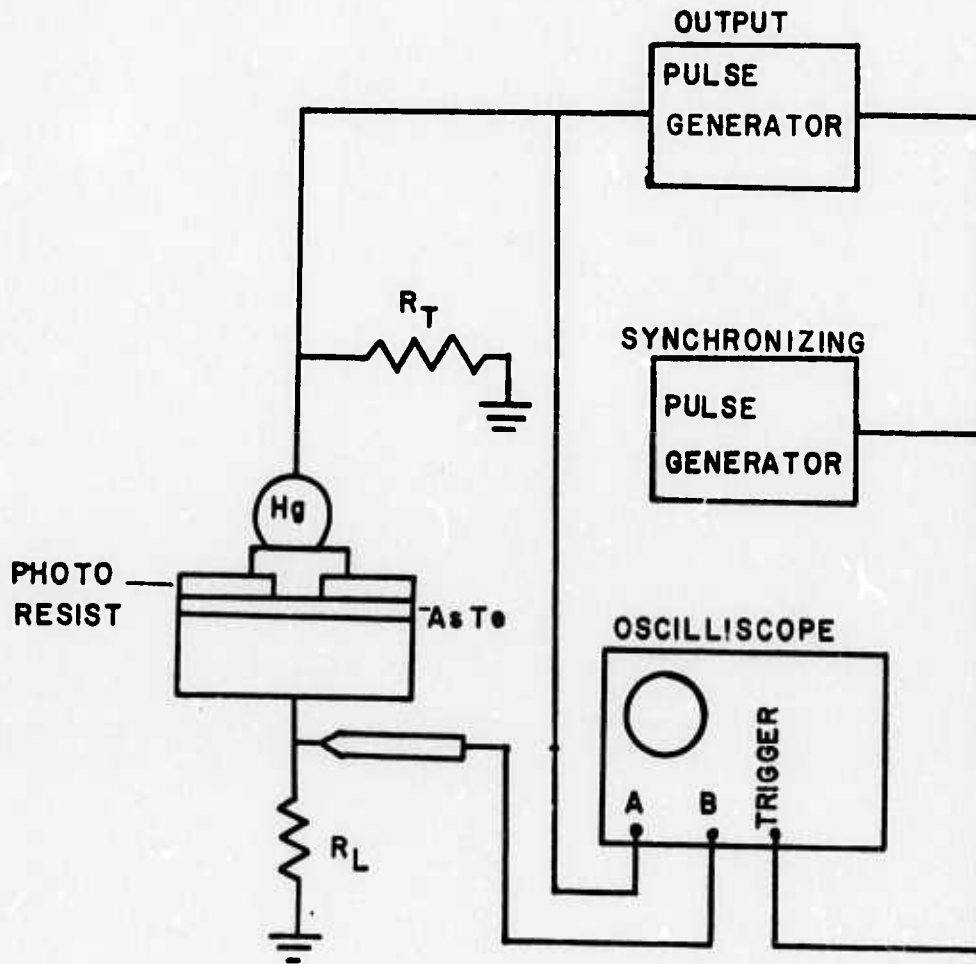 OUTPUT
PULSE
GENERATOR
R_T
SYNCHRONIZING
PULSE
GENERATOR
Hg
PHOTO
RESIST
AsTe
OSCILLISCOPE
TRIGGER
A
B
R_L